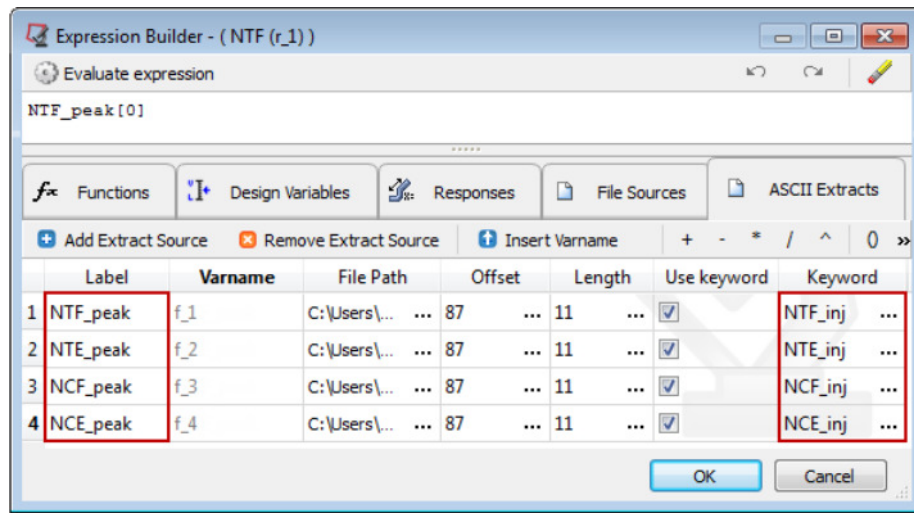 Expression Builder - ( NTF (r_1) )
Evaluate expression
NTF_peak[0]
fx Functions Design Variables Responses File Sources ASCII Extracts
Add Extract Source Remove Extract Source Insert Varname + - * / ^ () »
Label Varname File Path Offset Length Use keyword Keyword
1 NTF_peak f_1 C:\Users\... ... 87 ... 11 ... NTF_inj ...
2 NTE_peak f_2 C:\Users\... ... 87 ... 11 ... NTE_inj ...
3 NCF_peak f_3 C:\Users\... ... 87 ... 11 ... NCF_inj ...
4 NCE_peak f_4 C:\Users\... ... 87 ... 11 ... NCE_inj ...
OK Cancel